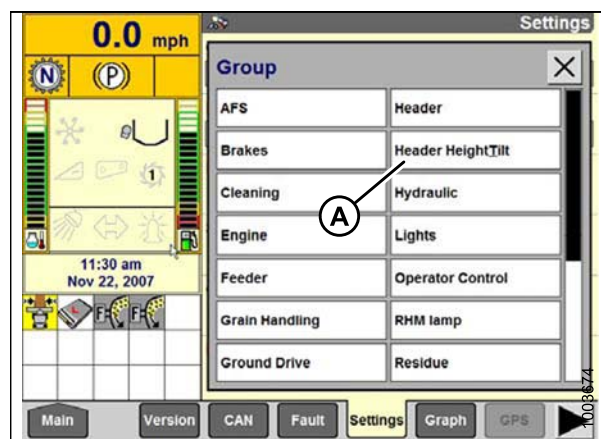 0.0 mph
Settings
N
(P)
Group
AFS
Header
Brakes
Header HeightTilt
A
Cleaning
Hydraulic
1
Engine
Lights
11:30 am
Nov 22, 2007
Feeder
Operator Control
L
F
F
Grain Handling
RHM lamp
Ground Drive
Residue
Main
Version
CAN
Fault
Settings
Graph
GPS
1003674